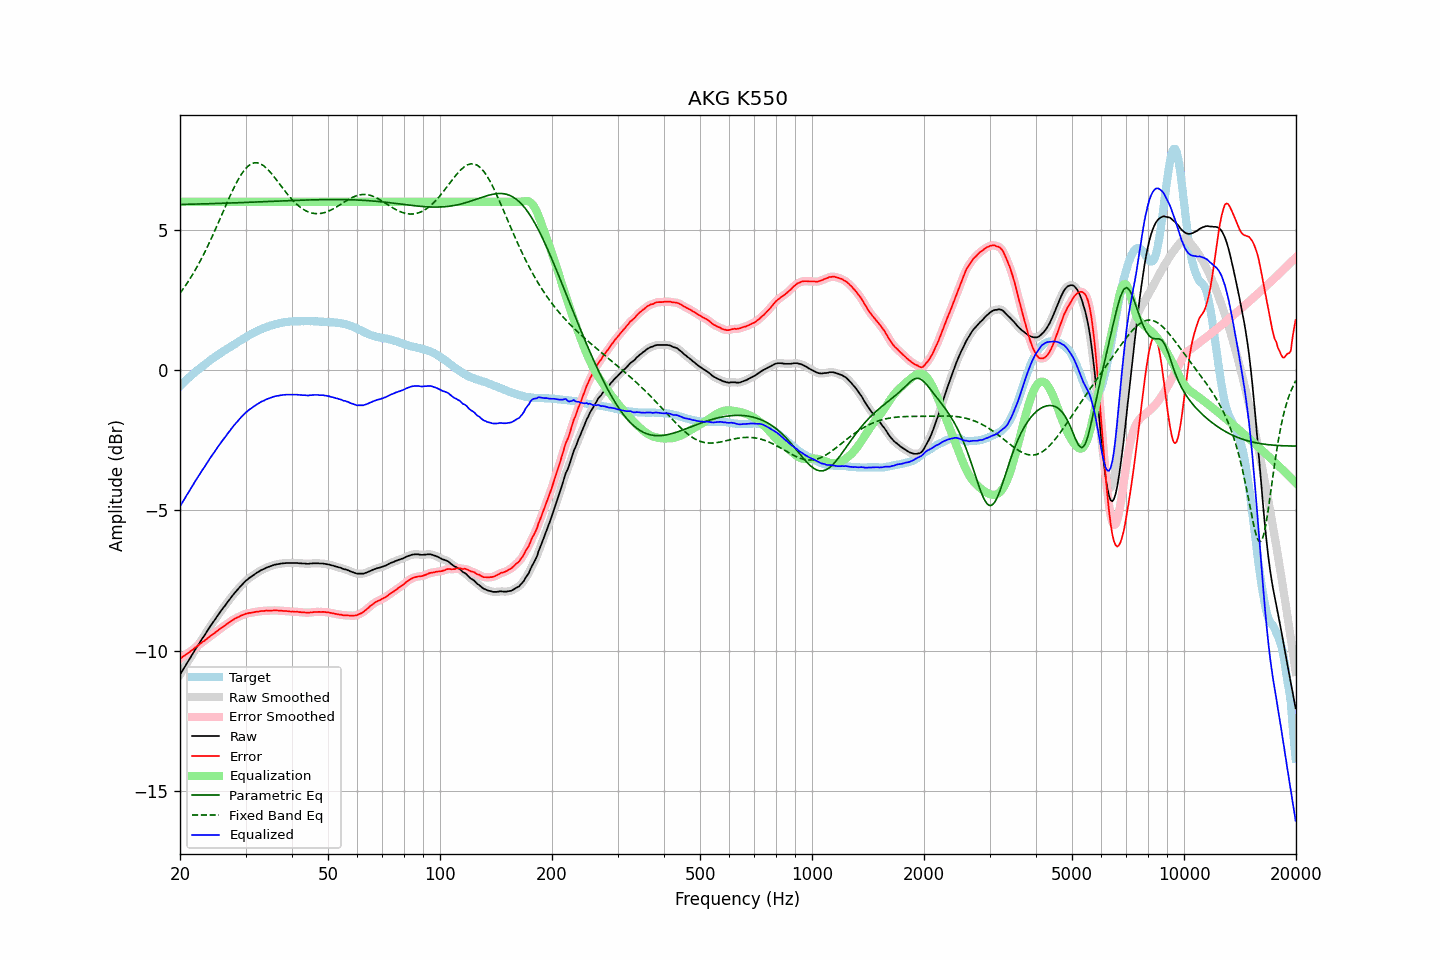 AKG K550
Amplitude (dBr)
5
0
−5
−10
−15
Target
Raw Smoothed
Error Smoothed
Raw
Error
Equalization
Parametric Eq
Fixed Band Eq
Equalized
20 50 100 200 500 1000 2000 5000 10000 20000
Frequency (Hz)